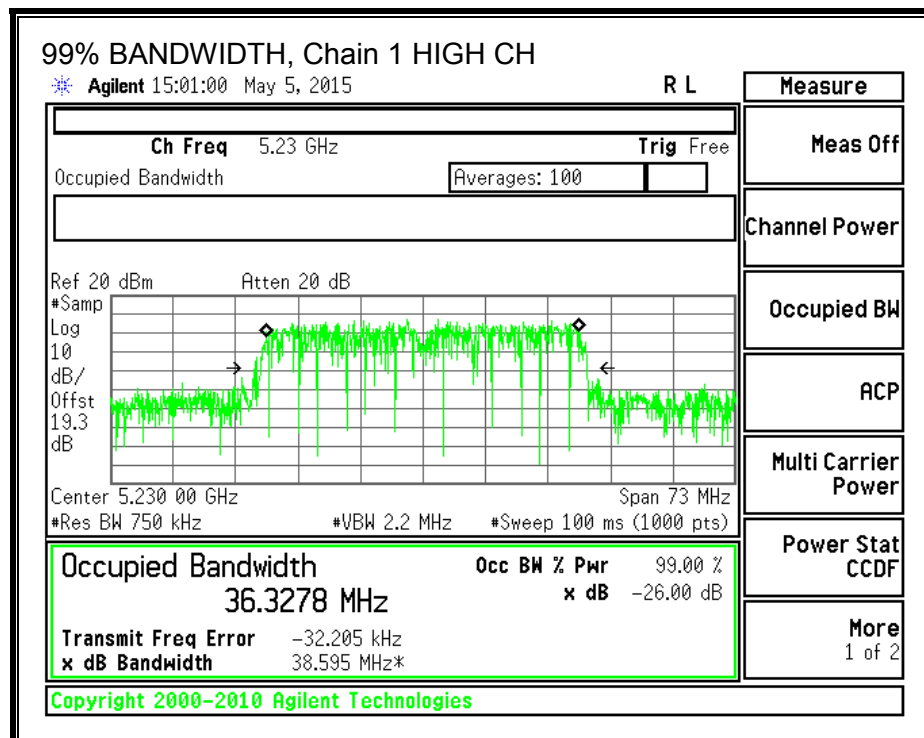 99% BANDWIDTH, Chain 1 HIGH CH
Agilent 15:01:00 May 5, 2015 R L
Measure
Ch Freq 5.23 GHz Trig Free
Meas Off
Occupied Bandwidth Averages: 100
Channel Power
Ref 20 dBm Atten 20 dB
#Samp
Log
10
dB/
Offst
19.3
dB
Occupied BW
ACP
Multi Carrier
Power
Center 5.230 00 GHz Span 73 MHz
#Res BW 750 kHz #VBW 2.2 MHz #Sweep 100 ms (1000 pts)
Power Stat
CCDF
Occupied Bandwidth Occ BW % Pwr 99.00 %
36.3278 MHz x dB -26.00 dB
Transmit Freq Error -32.205 kHz
x dB Bandwidth 38.595 MHz*
More
1 of 2
Copyright 2000-2010 Agilent Technologies